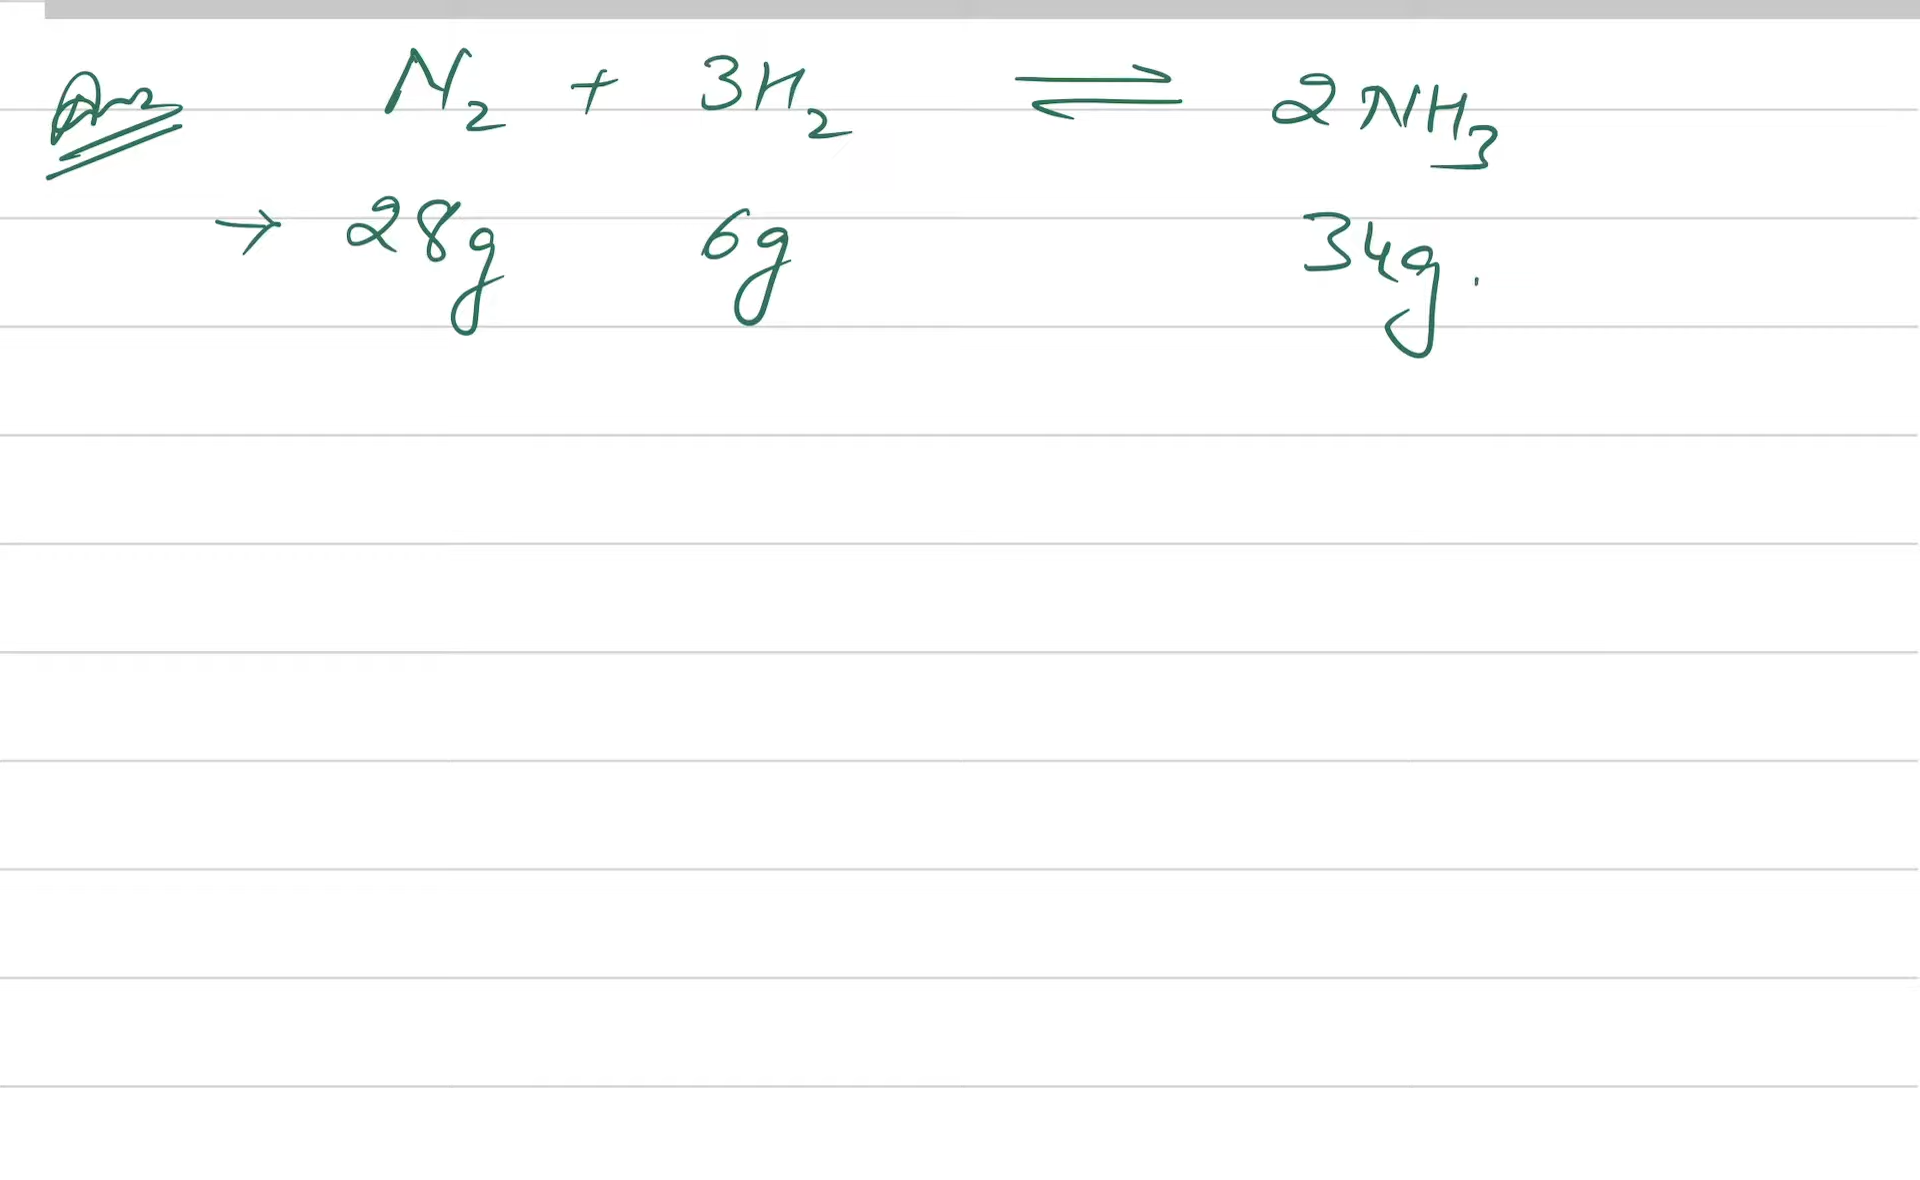 Ans N₂ + 3H₂ ⇌ 2NH₃
→ 28g 6g 34g.